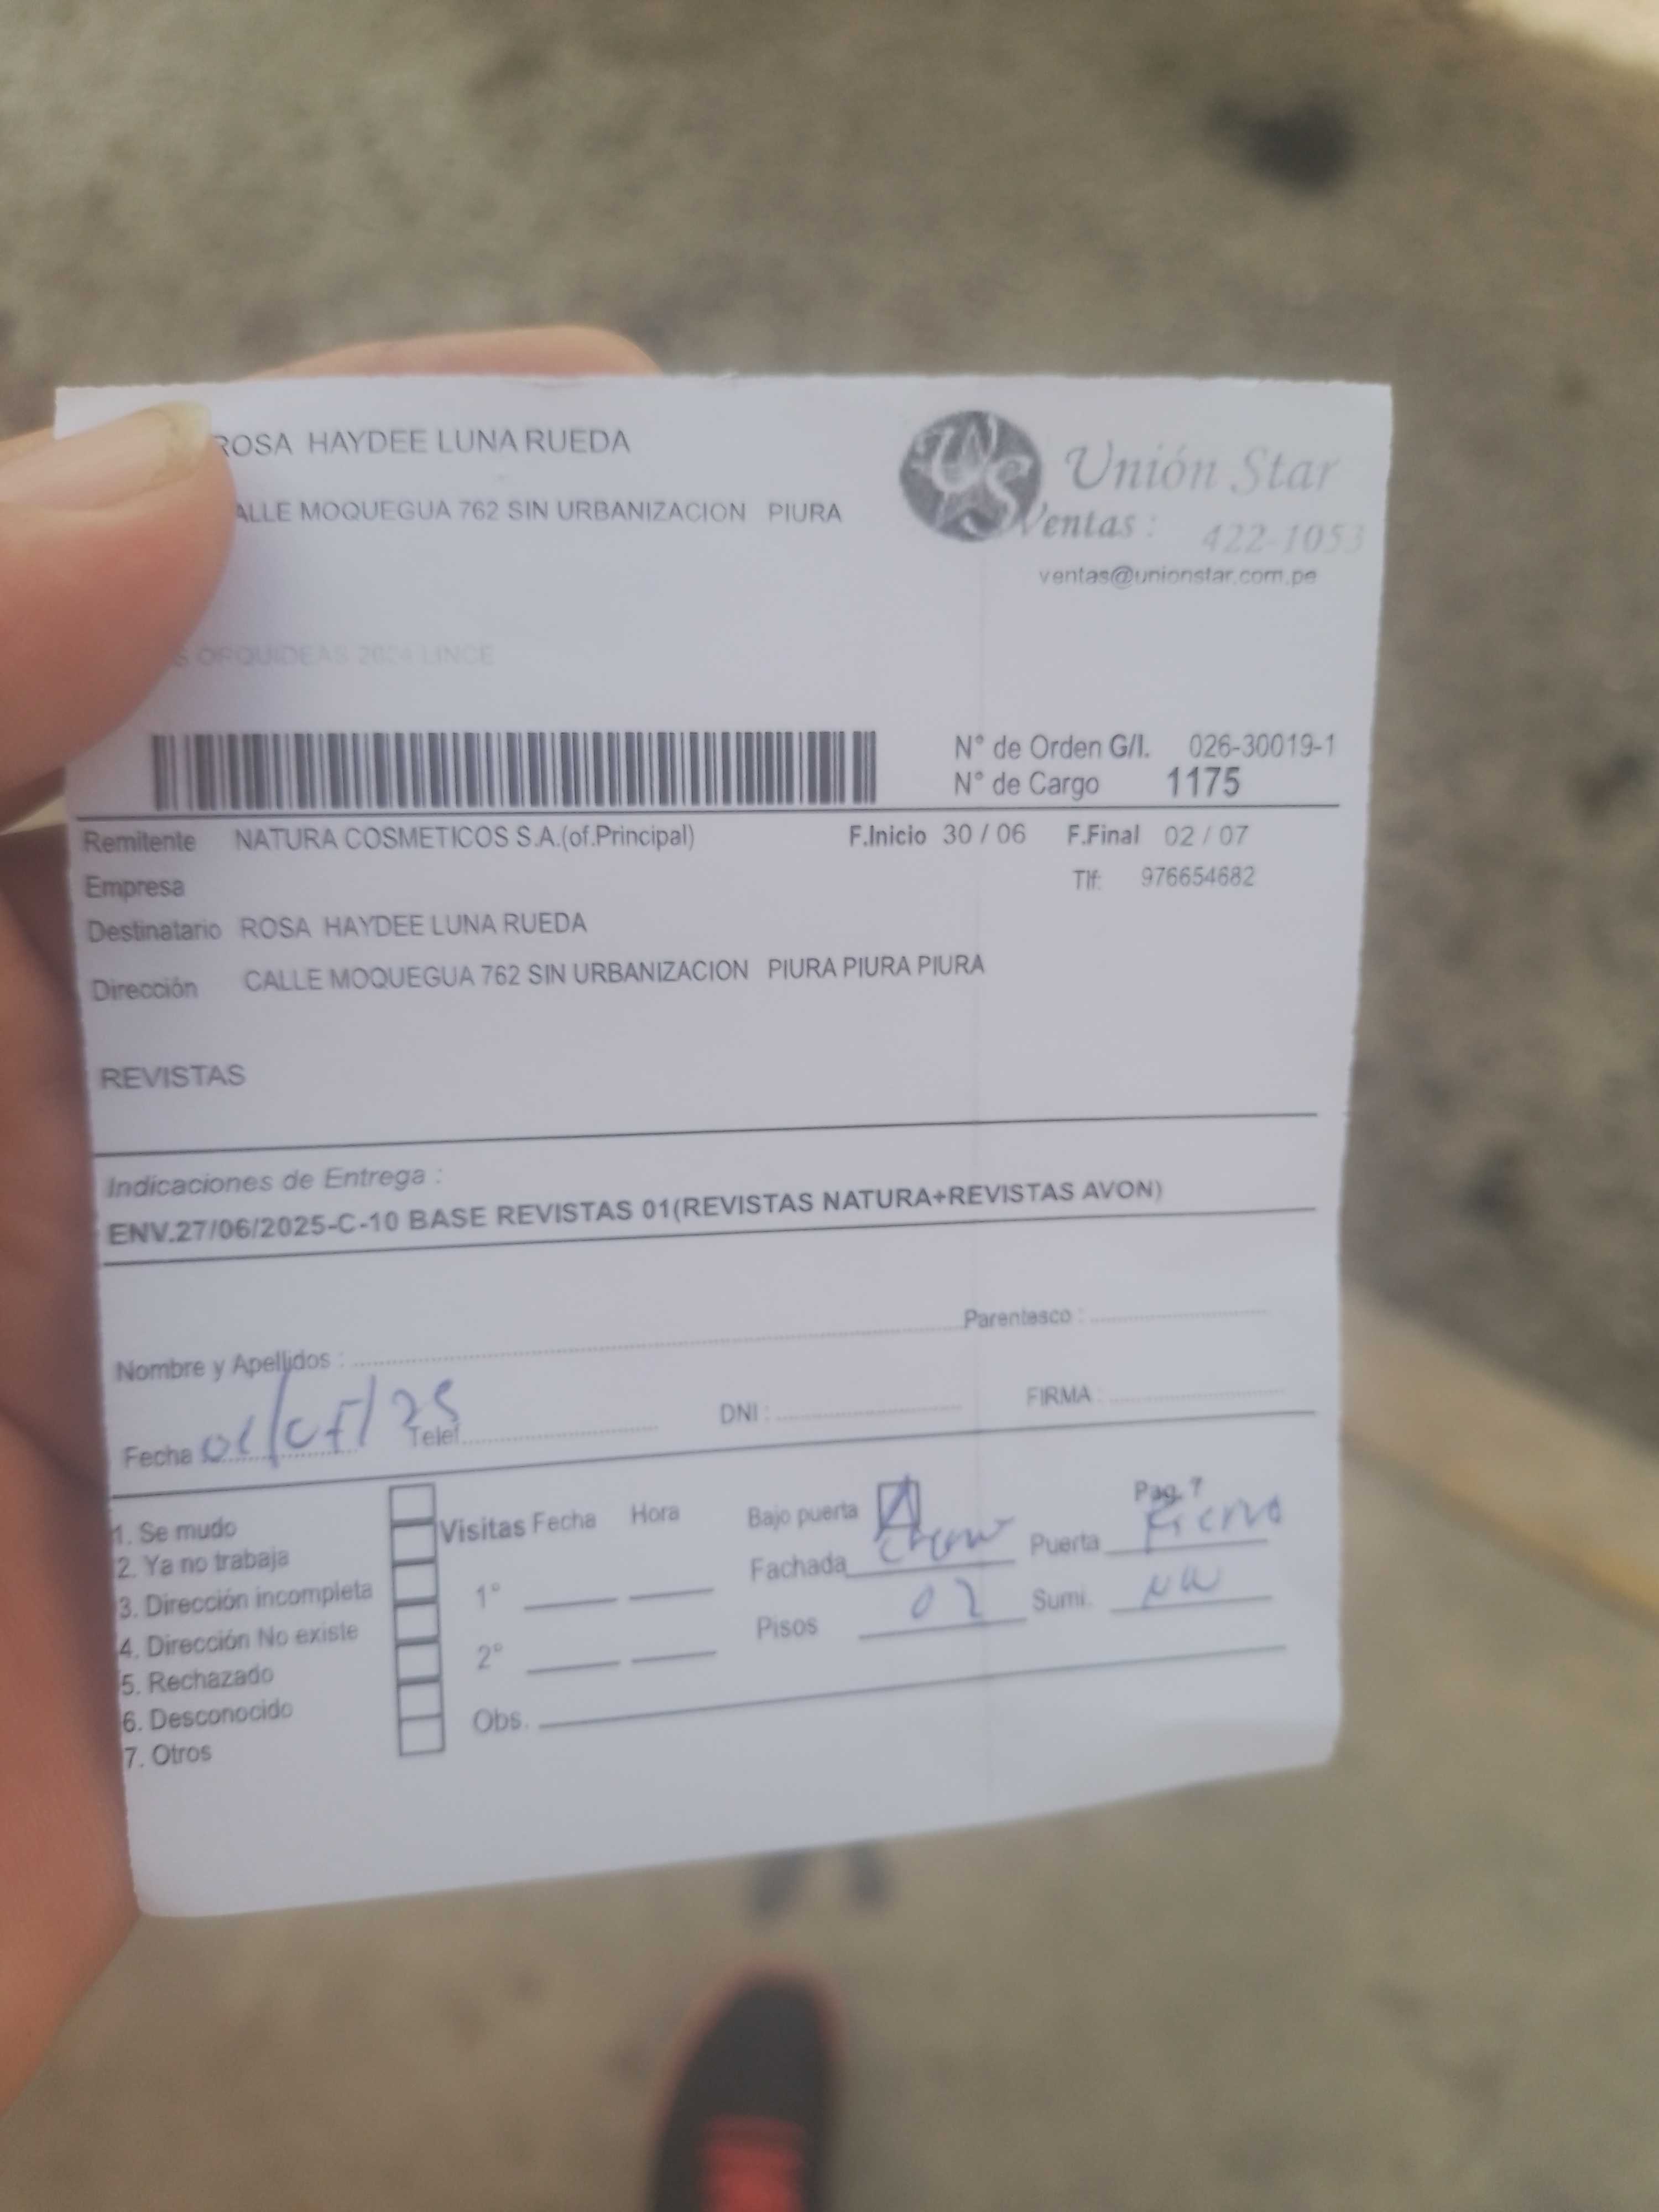 ROSA HAYDEE LUNA RUEDA
ALLE MOQUEGUA 762 SIN URBANIZACION PIURA
Unión Star
Ventas : 422-1053
ventas@unionstar.com.pe
S ORQUIDEAS LINCE
N° de Orden G/I. 026-30019-1
N° de Cargo 1175
Remitente NATURA COSMETICOS S.A.(of.Principal) F.Inicio 30 / 06 F.Final 02 / 07
Empresa Tlf: 976654682
Destinatario ROSA HAYDEE LUNA RUEDA
Dirección CALLE MOQUEGUA 762 SIN URBANIZACION PIURA PIURA PIURA
REVISTAS
Indicaciones de Entrega :
ENV.27/06/2025-C-10 BASE REVISTAS 01(REVISTAS NATURA+REVISTAS AVON)
Nombre y Apellidos : Parentesco :
Fecha Telef. DNI : FIRMA :
1. Se mudo
2. Ya no trabaja
3. Dirección incompleta
4. Dirección No existe
5. Rechazado
6. Desconocido
7. Otros
Visitas Fecha Hora
1°
2°
Obs.
Bajo puerta Pag. 7
Fachada Puerta Fierro
Pisos 02 Sumi.